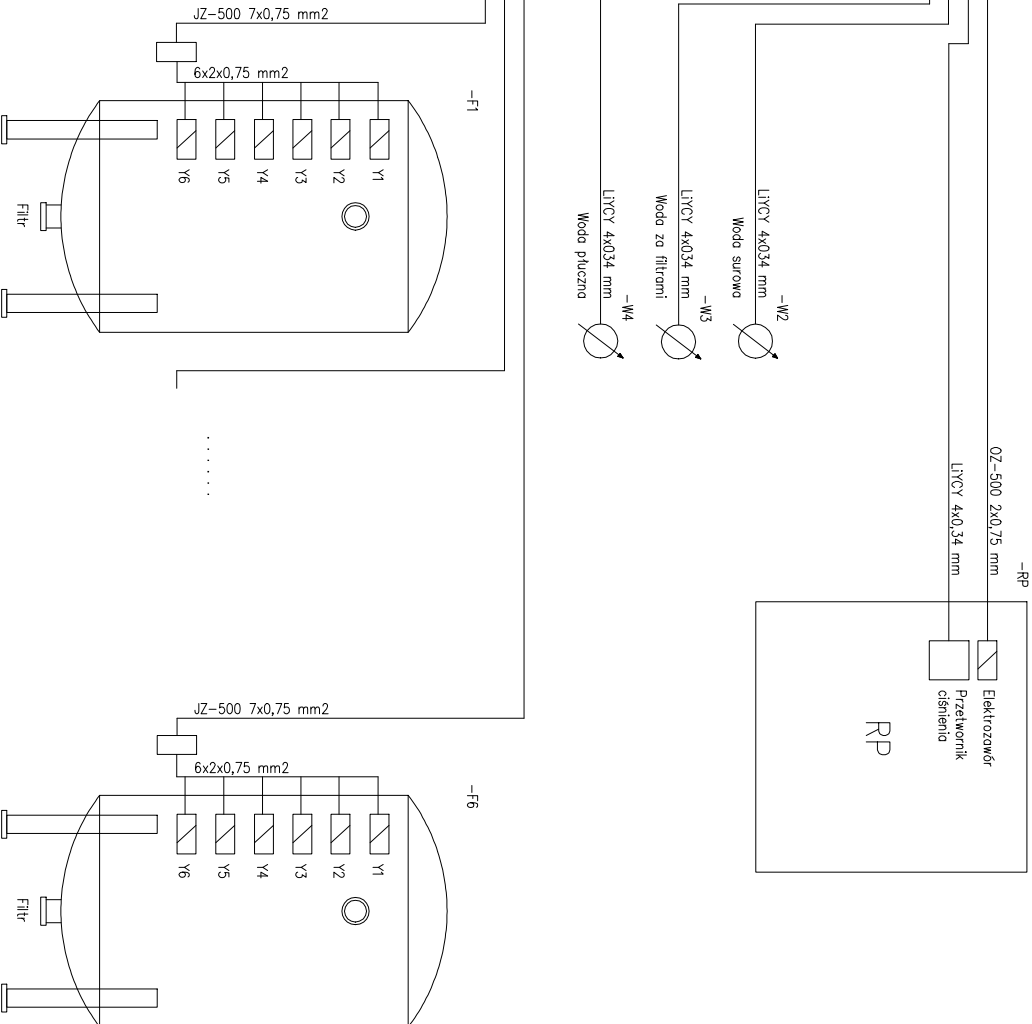 JZ-500 7x0,75 mm2
6x2x0,75 mm2
-F1
Y6
Y5
Y4
Y3
Y2
Y1
Filtr
LiYCY 4x034 mm
Woda płuczna
-W4
LiYCY 4x034 mm
Woda za filtrami
-W3
LiYCY 4x034 mm
Woda surowa
-W2
OZ-500 2x0,75 mm
LiYCY 4x0,34 mm
-RP
Elektrozawór
Przetwornik
ciśnienia
RP
JZ-500 7x0,75 mm2
6x2x0,75 mm2
-F6
Y6
Y5
Y4
Y3
Y2
Y1
Filtr